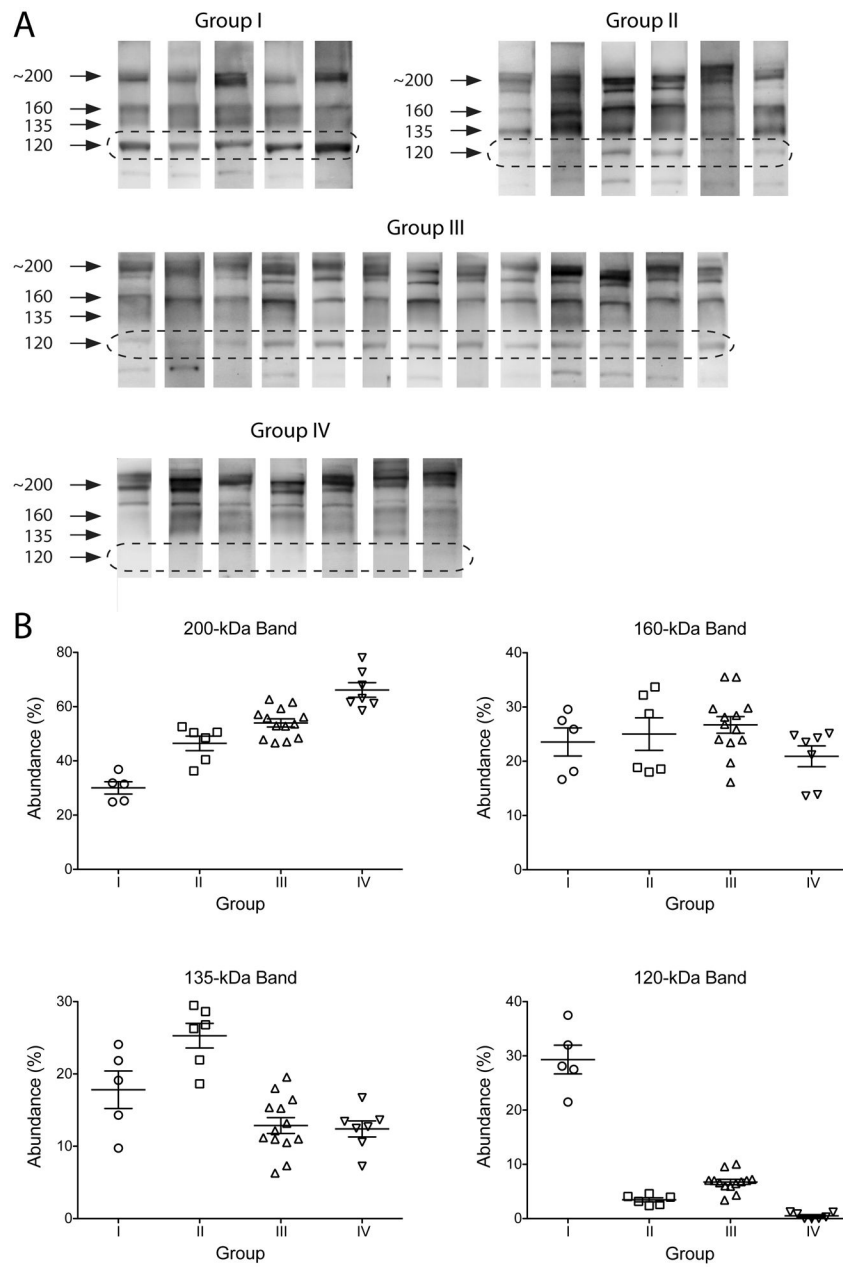 A
Group I
Group II
~200
160
135
120
~200
160
135
120
Group III
~200
160
135
120
Group IV
~200
160
135
120
B
200-kDa Band
160-kDa Band
Abundance (%)
80
60
40
20
0
I II III IV
Group
Abundance (%)
40
30
20
10
0
I II III IV
Group
135-kDa Band
120-kDa Band
Abundance (%)
30
20
10
0
I II III IV
Group
Abundance (%)
40
30
20
10
0
I II III IV
Group